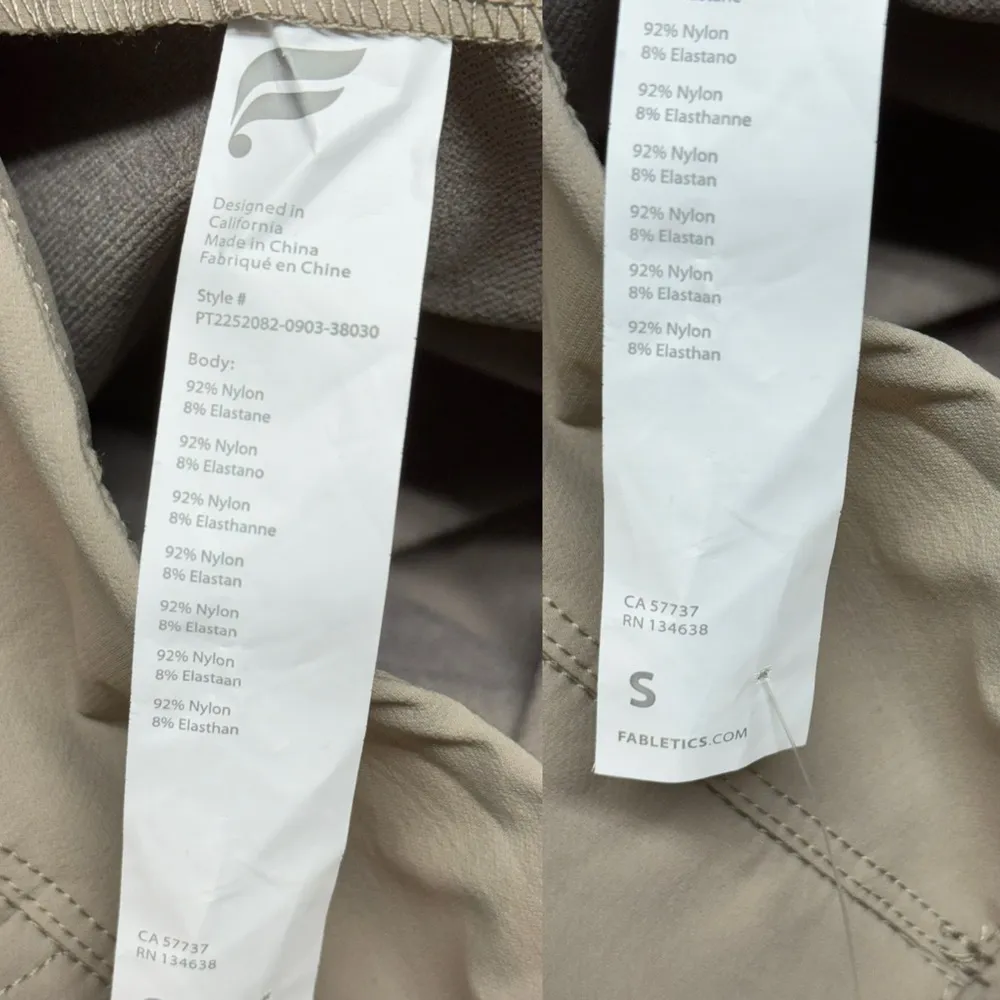 Designed in
California
Made in China
Fabriqué en Chine
Style #
PT2252082-0903-38030
Body:
92% Nylon
8% Elastane
92% Nylon
8% Elastano
92% Nylon
8% Elasthanne
92% Nylon
8% Elastan
92% Nylon
8% Elastan
92% Nylon
8% Elastaan
92% Nylon
8% Elasthan
CA 57737
RN 134638
92% Nylon
8% Elastano
92% Nylon
8% Elasthanne
92% Nylon
8% Elastan
92% Nylon
8% Elastan
92% Nylon
8% Elastaan
92% Nylon
8% Elasthan
CA 57737
RN 134638
S
FABLETICS.COM